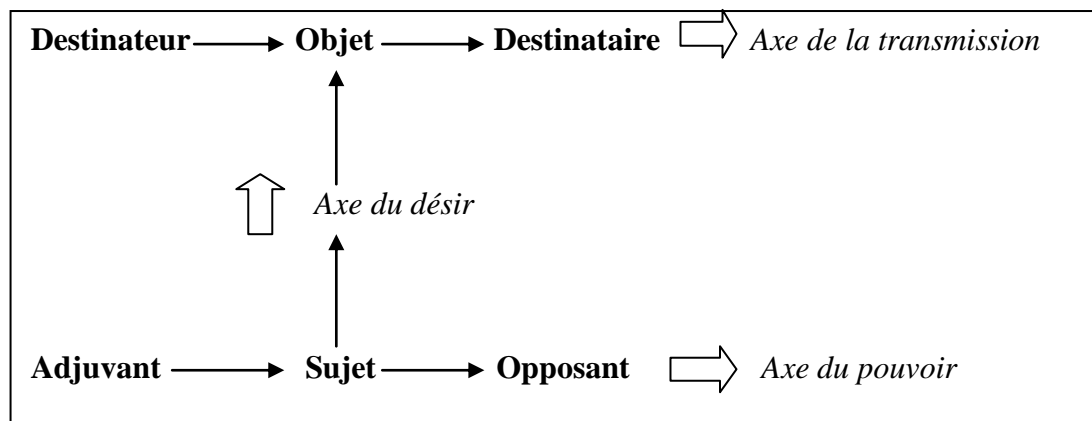 Destinateur Objet Destinataire Axe de la transmission
Axe du désir
Adjuvant Sujet Opposant Axe du pouvoir